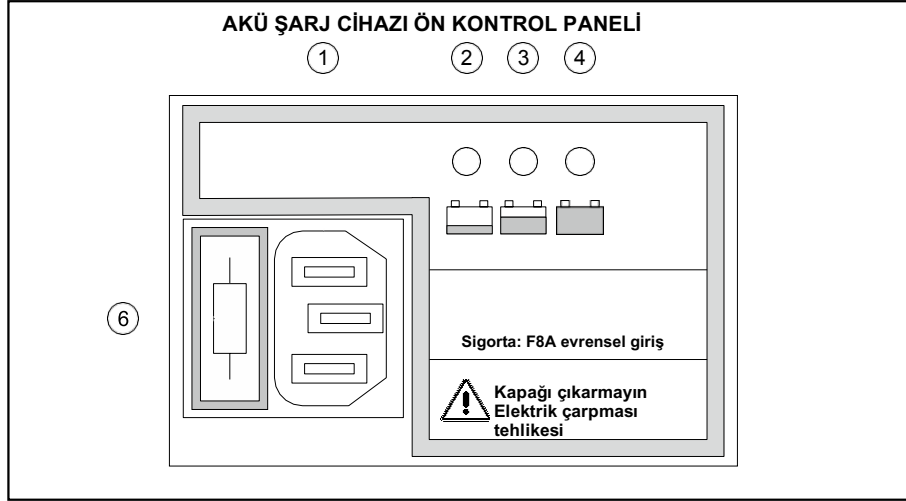 AKÜ ŞARJ CİHAZI ÖN KONTROL PANELİ
1 2 3 4
6
Sigorta: F8A evrensel giriş
Kapağı çıkarmayın
Elektrik çarpması
tehlikesi